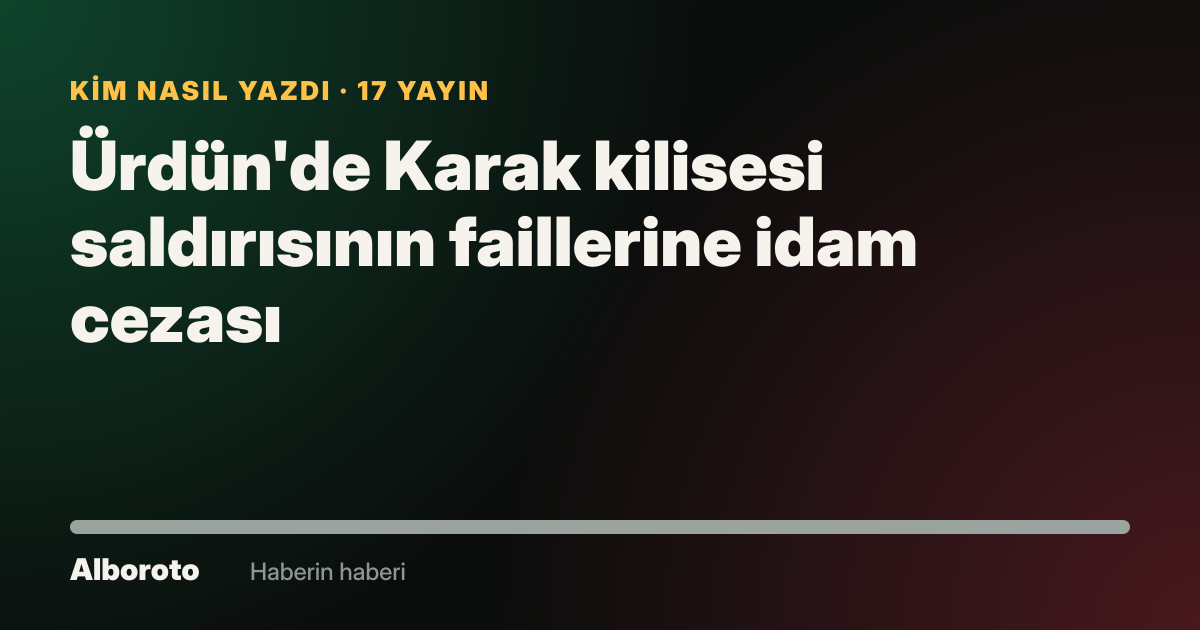 KİM NASIL YAZDI · 17 YAYIN
Ürdün'de Karak kilisesi
saldırısının faillerine idam
cezası
Alboroto
Haberin haberi